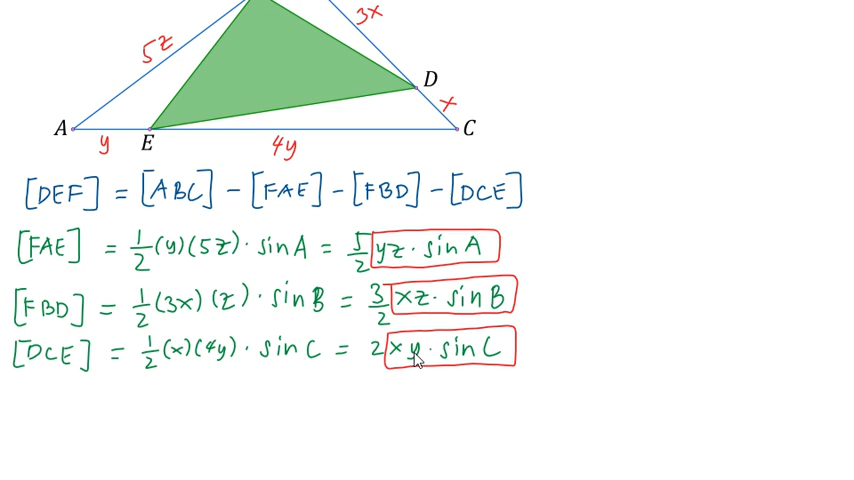 3x
5z
D
x
A
C
y
E
4y
[DEF] = [ABC] - [FAE] - [FBD] - [DCE]
[FAE] = 1/2 (y)(5z) · sin A = 5/2 yz · sin A
[FBD] = 1/2 (3x)(z) · sin B = 3/2 xz · sin B
[DCE] = 1/2 (x)(4y) · sin C = 2 xy · sin C